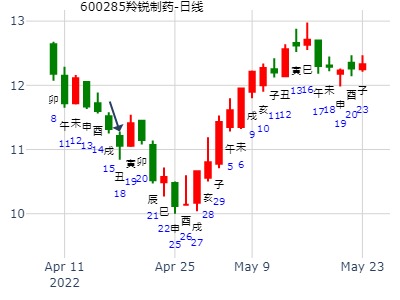 600285羚锐制药-日线
13
12
11
10
卯
8
午
11
未
12
申
13
酉
14
戌
15
丑
18
寅
19
卯
20
辰
21
巳
22
申
25
酉
26
戌
27
亥
28
子
29
午
5
未
6
戌
9
亥
10
子
11
丑
12
寅
13
巳
16
午
17
未
18
申
19
酉
20
子
23
Apr 11
2022
Apr 25
May 9
May 23